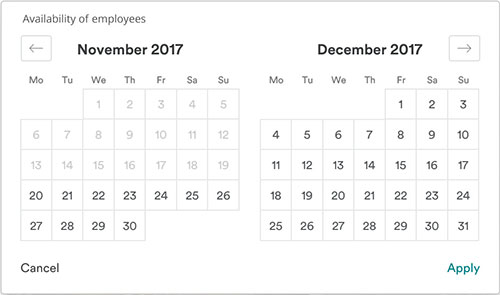 Availability of employees
← November 2017 December 2017 →
Mo Tu We Th Fr Sa Su Mo Tu We Th Fr Sa Su
1 2 3 4 5 1 2 3
6 7 8 9 10 11 12 4 5 6 7 8 9 10
13 14 15 16 17 18 19 11 12 13 14 15 16 17
20 21 22 23 24 25 26 18 19 20 21 22 23 24
27 28 29 30 25 26 27 28 29 30 31
Cancel Apply